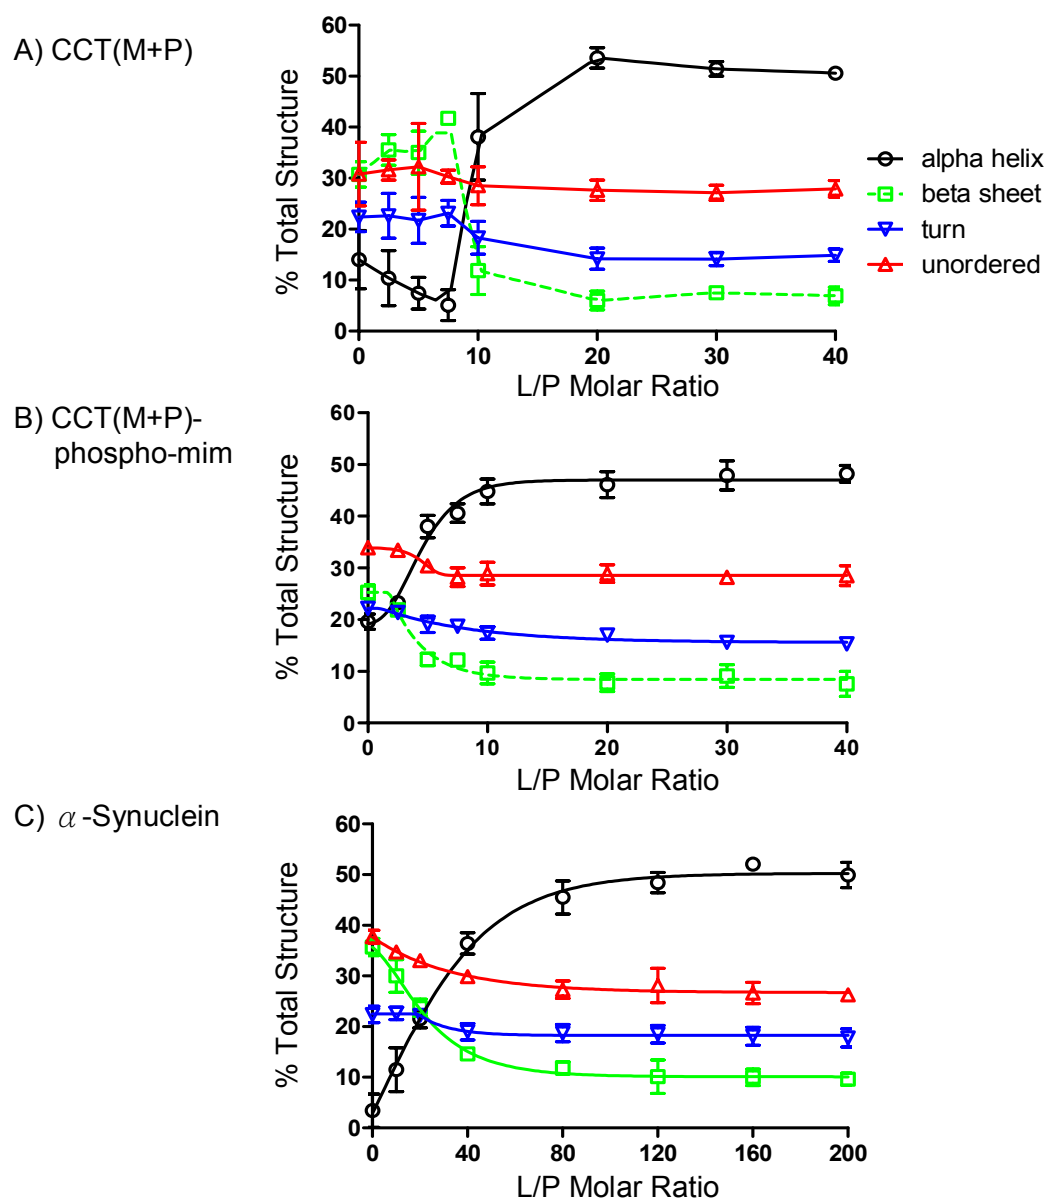 A) CCT(M+P)
% Total Structure
60
50
40
30
20
10
0
0 10 20 30 40
L/P Molar Ratio
alpha helix
beta sheet
turn
unordered
B) CCT(M+P)-
phospho-mim
% Total Structure
60
50
40
30
20
10
0
0 10 20 30 40
L/P Molar Ratio
C) α-Synuclein
% Total Structure
60
50
40
30
20
10
0
0 40 80 120 160 200
L/P Molar Ratio